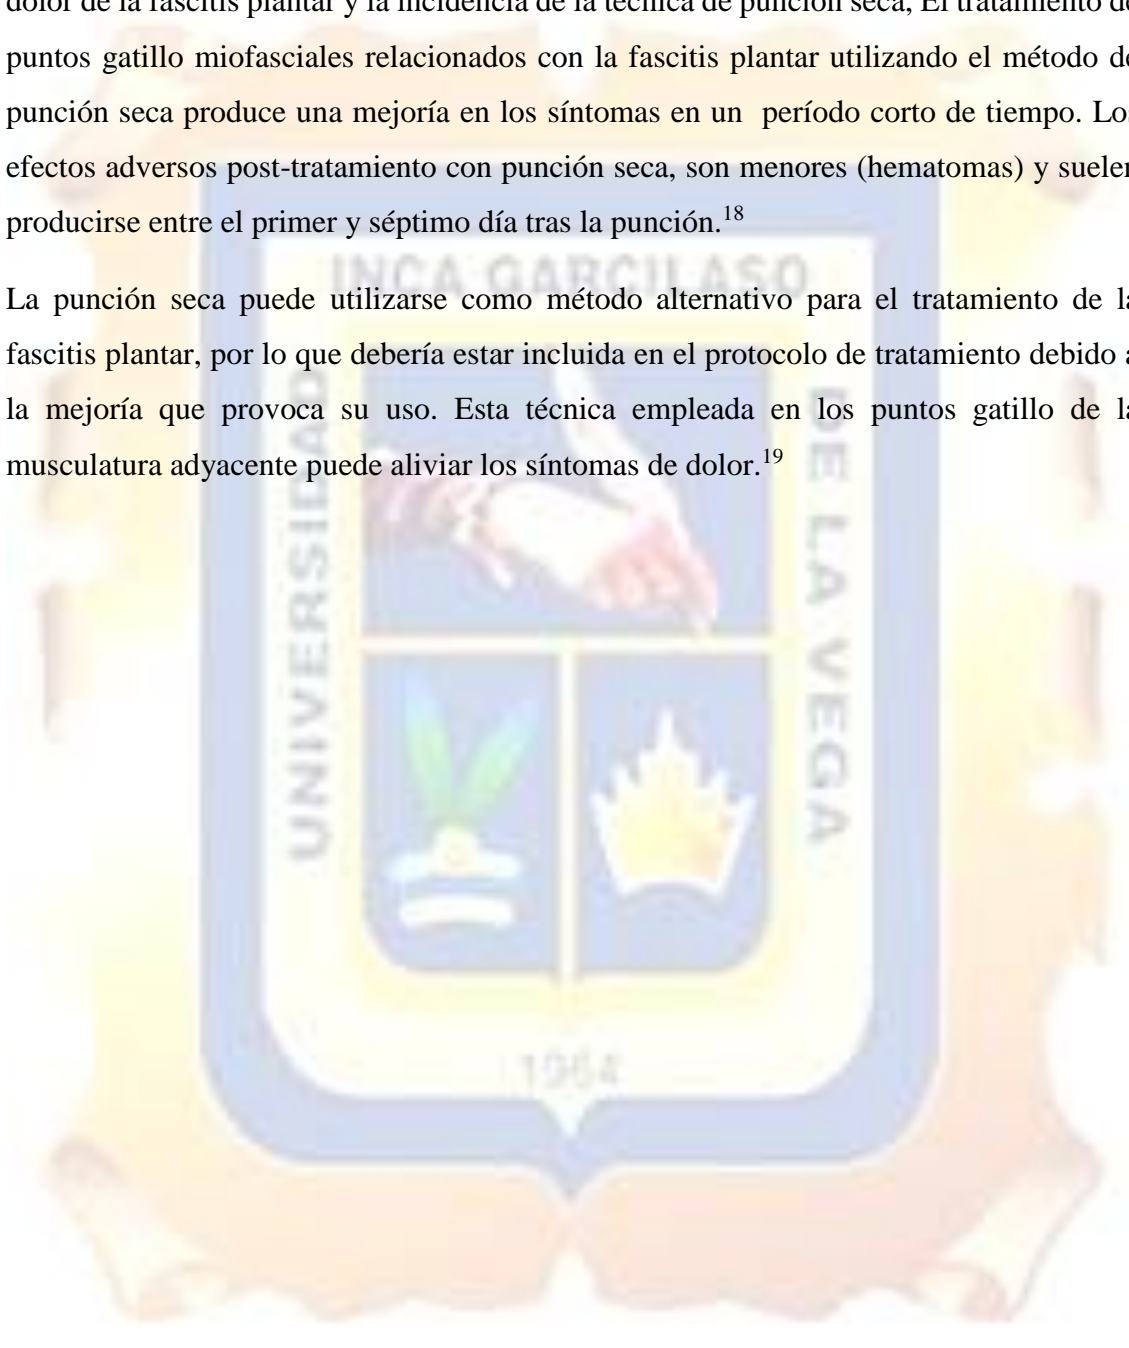 dolor de la fascitis plantar y la incidencia de la técnica de punción seca, El tratamiento de
puntos gatillo miofasciales relacionados con la fascitis plantar utilizando el método de
punción seca produce una mejoría en los síntomas en un período corto de tiempo. Los
efectos adversos post-tratamiento con punción seca, son menores (hematomas) y suelen
producirse entre el primer y séptimo día tras la punción.18
La punción seca puede utilizarse como método alternativo para el tratamiento de la
fascitis plantar, por lo que debería estar incluida en el protocolo de tratamiento debido a
la mejoría que provoca su uso. Esta técnica empleada en los puntos gatillo de la
musculatura adyacente puede aliviar los síntomas de dolor.19
UNIVERSIDAD
INCA GARCILASO
DE LA VEGA
1964